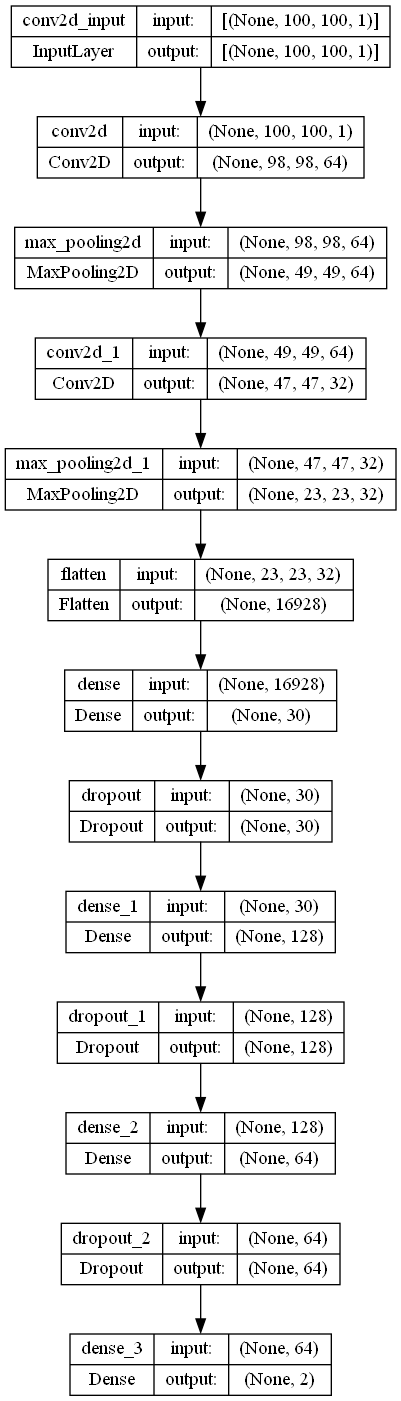 conv2d_input input: [(None, 100, 100, 1)]
InputLayer output: [(None, 100, 100, 1)]
conv2d input: (None, 100, 100, 1)
Conv2D output: (None, 98, 98, 64)
max_pooling2d input: (None, 98, 98, 64)
MaxPooling2D output: (None, 49, 49, 64)
conv2d_1 input: (None, 49, 49, 64)
Conv2D output: (None, 47, 47, 32)
max_pooling2d_1 input: (None, 47, 47, 32)
MaxPooling2D output: (None, 23, 23, 32)
flatten input: (None, 23, 23, 32)
Flatten output: (None, 16928)
dense input: (None, 16928)
Dense output: (None, 30)
dropout input: (None, 30)
Dropout output: (None, 30)
dense_1 input: (None, 30)
Dense output: (None, 128)
dropout_1 input: (None, 128)
Dropout output: (None, 128)
dense_2 input: (None, 128)
Dense output: (None, 64)
dropout_2 input: (None, 64)
Dropout output: (None, 64)
dense_3 input: (None, 64)
Dense output: (None, 2)